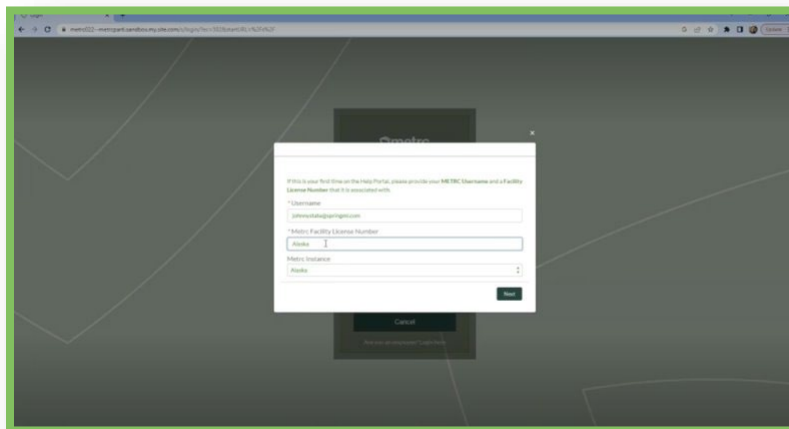 metrc
If this is your first time on the Help Portal, please provide your METRC Username and a Facility
License Number that it is associated with.
*Username
*Metrc Facility License Number
Alaska
Metrc Instance
Alaska
Next
Cancel